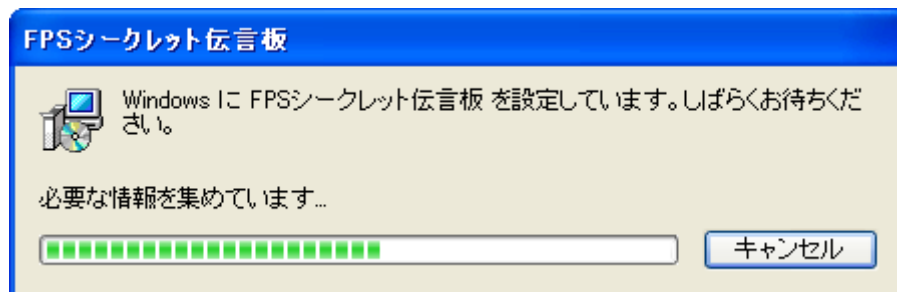 FPSシークレット伝言板
Windows に FPSシークレット伝言板 を設定しています。しばらくお待ちくだ
さい。
必要な情報を集めています...
キャンセル